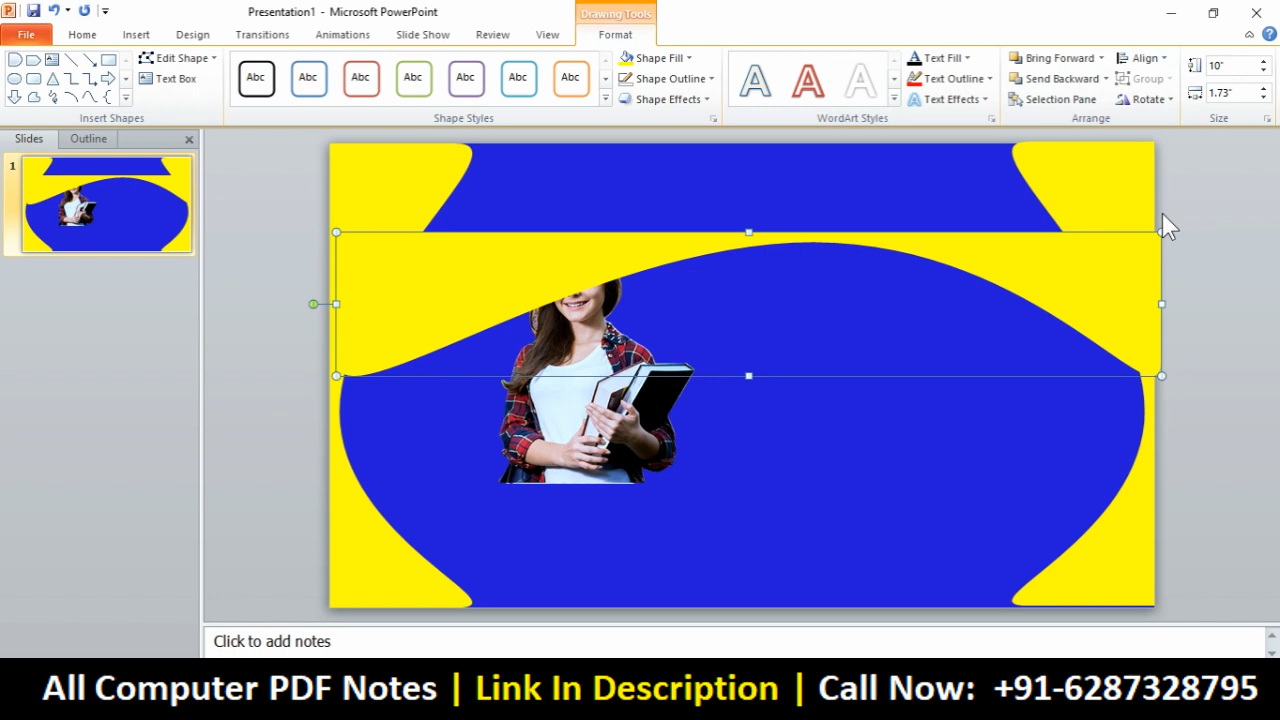 Presentation1 - Microsoft PowerPoint
Drawing Tools
File Home Insert Design Transitions Animations Slide Show Review View Format
Edit Shape
Text Box
Insert Shapes
Abc Abc Abc Abc Abc Abc Abc
Shape Fill
Shape Outline
Shape Effects
Shape Styles
A A A
Text Fill
Text Outline
Text Effects
WordArt Styles
Bring Forward
Send Backward
Selection Pane
Align
Group
Rotate
Arrange
10"
1.73"
Size
Slides Outline
1
Click to add notes
All Computer PDF Notes | Link In Description | Call Now: +91-6287328795